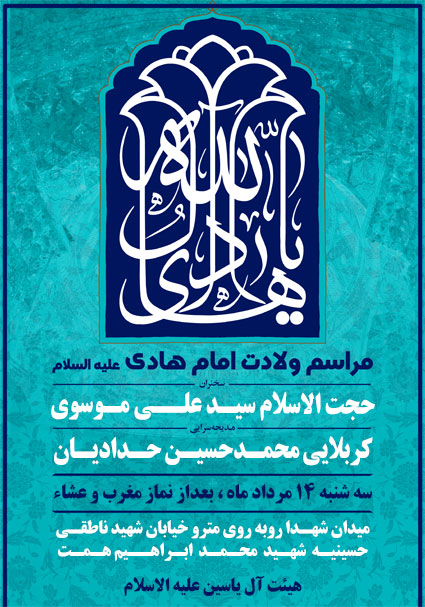 یا هادی آل الله
مراسم ولادت امام هادی علیه السلام
سخنران
حجت الاسلام سید علی موسوی
مدیحه‌سرایی
کربلایی محمدحسین حدادیان
سه شنبه ۱۴ مرداد ماه ، بعداز نماز مغرب و عشاء
میدان شهدا روبه روی مترو خیابان شهید ناطقی
حسینیه شهید محمد ابراهیم همت
هیئت آل یاسین علیه الاسلام